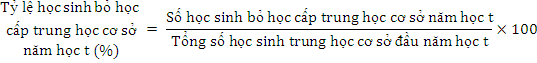 Tỷ lệ học sinh bỏ học
cấp trung học cơ sở
năm học t (%)
=
Số học sinh bỏ học cấp trung học cơ sở năm học t
Tổng số học sinh trung học cơ sở đầu năm học t
× 100